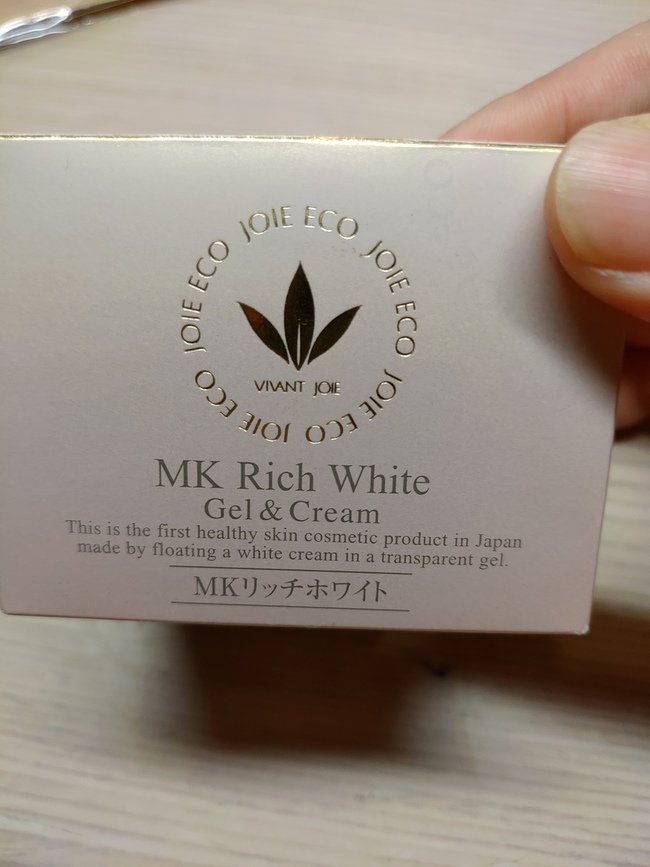 JOIE ECO JOIE ECO JOIE ECO JOIE ECO JOIE ECO
VIVANT JOIE
MK Rich White
Gel & Cream
This is the first healthy skin cosmetic product in Japan
made by floating a white cream in a transparent gel.
MKリッチホワイト